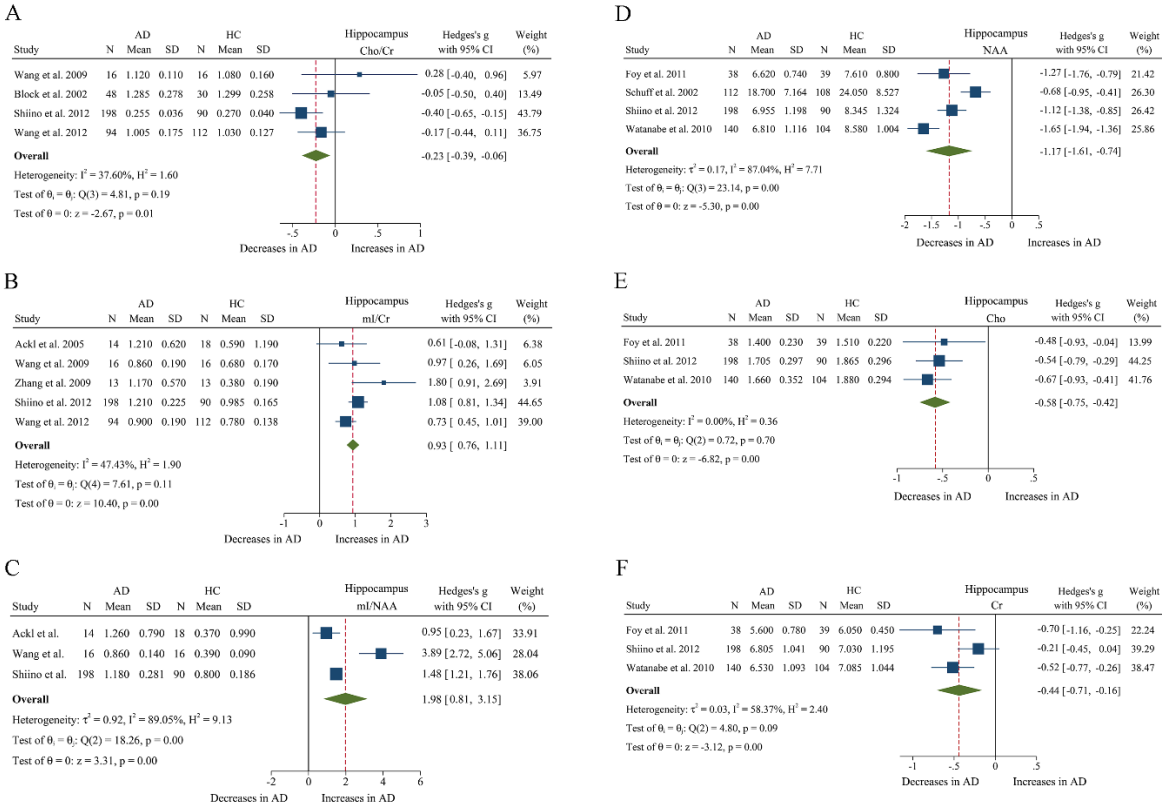 A
AD HC Hippocampus Hedges's g Weight
Study N Mean SD N Mean SD Cho/Cr with 95% CI (%)
Wang et al. 2009 16 1.120 0.110 16 1.080 0.160 0.28 [-0.40, 0.96] 5.97
Block et al. 2002 48 1.285 0.278 30 1.299 0.258 -0.05 [-0.50, 0.40] 13.49
Shiino et al. 2012 198 0.255 0.036 90 0.270 0.040 -0.40 [-0.65, -0.15] 43.79
Wang et al. 2012 94 1.005 0.175 112 1.030 0.127 -0.17 [-0.44, 0.11] 36.75
Overall -0.23 [-0.39, -0.06]
Heterogeneity: I² = 37.60%, H² = 1.60
Test of θᵢ = θⱼ: Q(3) = 4.81, p = 0.19
Test of θ = 0: z = -2.67, p = 0.01
-.5 0 .5 1
Decreases in AD Increases in AD
B
AD HC Hippocampus Hedges's g Weight
Study N Mean SD N Mean SD mI/Cr with 95% CI (%)
Ackl et al. 2005 14 1.210 0.620 18 0.590 1.190 0.61 [-0.08, 1.31] 6.38
Wang et al. 2009 16 0.860 0.190 16 0.680 0.170 0.97 [ 0.26, 1.69] 6.05
Zhang et al. 2009 13 1.170 0.570 13 0.380 0.190 1.80 [ 0.91, 2.69] 3.91
Shiino et al. 2012 198 1.210 0.225 90 0.985 0.165 1.08 [ 0.81, 1.34] 44.65
Wang et al. 2012 94 0.900 0.190 112 0.780 0.138 0.73 [ 0.45, 1.01] 39.00
Overall 0.93 [ 0.76, 1.11]
Heterogeneity: I² = 47.43%, H² = 1.90
Test of θᵢ = θⱼ: Q(4) = 7.61, p = 0.11
Test of θ = 0: z = 10.40, p = 0.00
-1 0 1 2 3
Decreases in AD Increases in AD
C
AD HC Hippocampus Hedges's g Weight
Study N Mean SD N Mean SD mI/NAA with 95% CI (%)
Ackl et al. 14 1.260 0.790 18 0.370 0.990 0.95 [0.23, 1.67] 33.91
Wang et al. 16 0.860 0.140 16 0.390 0.090 3.89 [2.72, 5.06] 28.04
Shiino et al. 198 1.180 0.281 90 0.800 0.186 1.48 [1.21, 1.76] 38.06
Overall 1.98 [0.81, 3.15]
Heterogeneity: τ² = 0.92, I² = 89.05%, H² = 9.13
Test of θᵢ = θⱼ: Q(2) = 18.26, p = 0.00
Test of θ = 0: z = 3.31, p = 0.00
0 2 4 6
Decreases in AD Increases in AD
D
AD HC Hippocampus Hedges's g Weight
Study N Mean SD N Mean SD NAA with 95% CI (%)
Foy et al. 2011 38 6.620 0.740 39 7.610 0.800 -1.27 [-1.76, -0.79] 21.42
Schuff et al. 2002 112 18.700 7.164 108 24.050 8.527 -0.68 [-0.95, -0.41] 26.30
Shiino et al. 2012 198 6.955 1.198 90 8.345 1.324 -1.12 [-1.38, -0.85] 26.42
Watanabe et al. 2010 140 6.810 1.116 104 8.580 1.004 -1.65 [-1.94, -1.36] 25.86
Overall -1.17 [-1.61, -0.74]
Heterogeneity: τ² = 0.17, I² = 87.04%, H² = 7.71
Test of θᵢ = θⱼ: Q(3) = 23.14, p = 0.00
Test of θ = 0: z = -5.30, p = 0.00
-2 -1.5 -1 -.5 0
Decreases in AD Increases in AD
E
AD HC Hippocampus Hedges's g Weight
Study N Mean SD N Mean SD Cho with 95% CI (%)
Foy et al. 2011 38 1.400 0.230 39 1.510 0.220 -0.48 [-0.93, -0.04] 13.99
Shiino et al. 2012 198 1.705 0.297 90 1.865 0.296 -0.54 [-0.79, -0.29] 44.25
Watanabe et al. 2010 140 1.660 0.352 104 1.880 0.294 -0.67 [-0.93, -0.41] 41.76
Overall -0.58 [-0.75, -0.42]
Heterogeneity: I² = 0.00%, H² = 0.36
Test of θᵢ = θⱼ: Q(2) = 0.72, p = 0.70
Test of θ = 0: z = -6.82, p = 0.00
-1 -.5 0 .5
Decreases in AD Increases in AD
F
AD HC Hippocampus Hedges's g Weight
Study N Mean SD N Mean SD Cr with 95% CI (%)
Foy et al. 2011 38 5.600 0.780 39 6.050 0.450 -0.70 [-1.16, -0.25] 22.24
Shiino et al. 2012 198 6.805 1.041 90 7.030 1.195 -0.21 [-0.45, 0.04] 39.29
Watanabe et al. 2010 140 6.530 1.093 104 7.085 1.044 -0.52 [-0.77, -0.26] 38.47
Overall -0.44 [-0.71, -0.16]
Heterogeneity: τ² = 0.03, I² = 58.37%, H² = 2.40
Test of θᵢ = θⱼ: Q(2) = 4.80, p = 0.09
Test of θ = 0: z = -3.12, p = 0.00
-1 -.5 0 .5
Decreases in AD Increases in AD